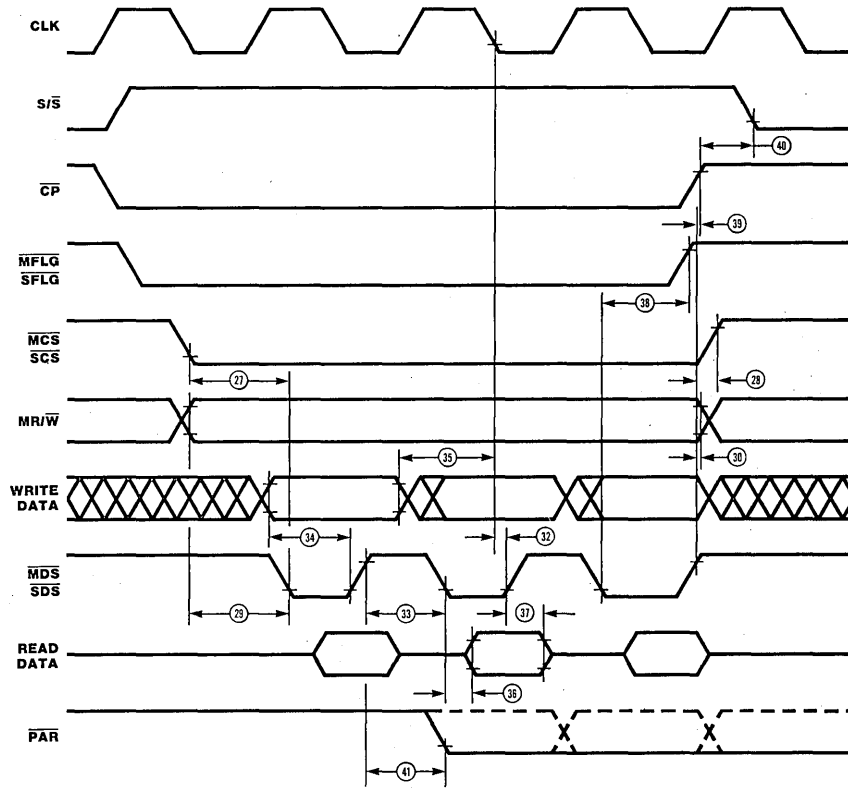 CLK
S/S̅
40
C̅P̅
39
M̅F̅L̅G̅
S̅F̅L̅G̅
38
M̅C̅S̅
S̅C̅S̅
27
28
MR/W̅
30
35
WRITE
DATA
34
32
M̅D̅S̅
S̅D̅S̅
29
33
37
READ
DATA
36
P̅A̅R̅
41